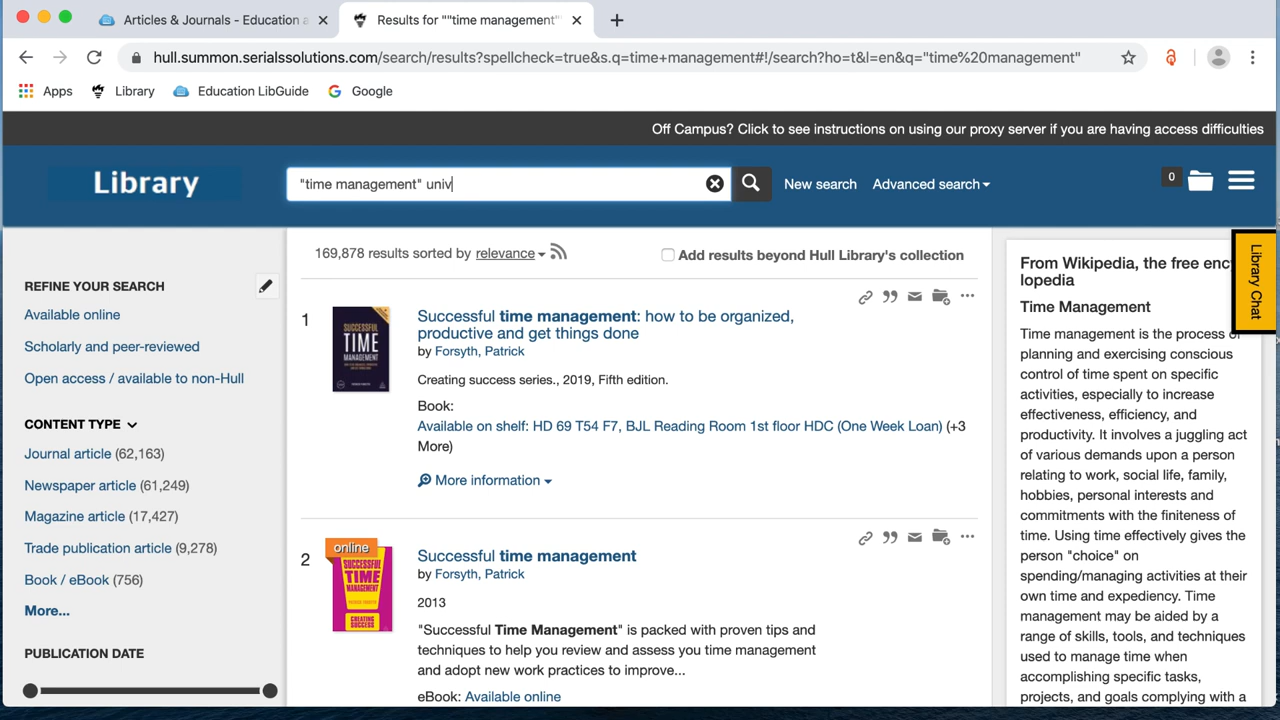 Articles & Journals - Education a
Results for ""time management"
hull.summon.serialssolutions.com/search/results?spellcheck=true&s.q=time+management#!/search?ho=t&l=en&q="time%20management"
Apps
Library
Education LibGuide
Google
Off Campus? Click to see instructions on using our proxy server if you are having access difficulties
Library
"time management" univ
New search
Advanced search
0
Library Chat
REFINE YOUR SEARCH
Available online
Scholarly and peer-reviewed
Open access / available to non-Hull
CONTENT TYPE
Journal article (62,163)
Newspaper article (61,249)
Magazine article (17,427)
Trade publication article (9,278)
Book / eBook (756)
More...
PUBLICATION DATE
169,878 results sorted by relevance
Add results beyond Hull Library's collection
1
SUCCESSFUL
TIME
MANAGEMENT
Successful time management: how to be organized,
productive and get things done
by Forsyth, Patrick
Creating success series., 2019, Fifth edition.
Book:
Available on shelf: HD 69 T54 F7, BJL Reading Room 1st floor HDC (One Week Loan) (+3
More)
More information
2
online
SUCCESSFUL
TIME
MANAGEMENT
CREATING
SUCCESS
Successful time management
by Forsyth, Patrick
2013
"Successful Time Management" is packed with proven tips and
techniques to help you review and assess you time management
and adopt new work practices to improve...
eBook: Available online
From Wikipedia, the free enc
lopedia
Time Management
Time management is the process o
planning and exercising conscious
control of time spent on specific
activities, especially to increase
effectiveness, efficiency, and
productivity. It involves a juggling act
of various demands upon a person
relating to work, social life, family,
hobbies, personal interests and
commitments with the finiteness of
time. Using time effectively gives the
person "choice" on
spending/managing activities at their
own time and expediency. Time
management may be aided by a
range of skills, tools, and techniques
used to manage time when
accomplishing specific tasks,
projects, and goals complying with a